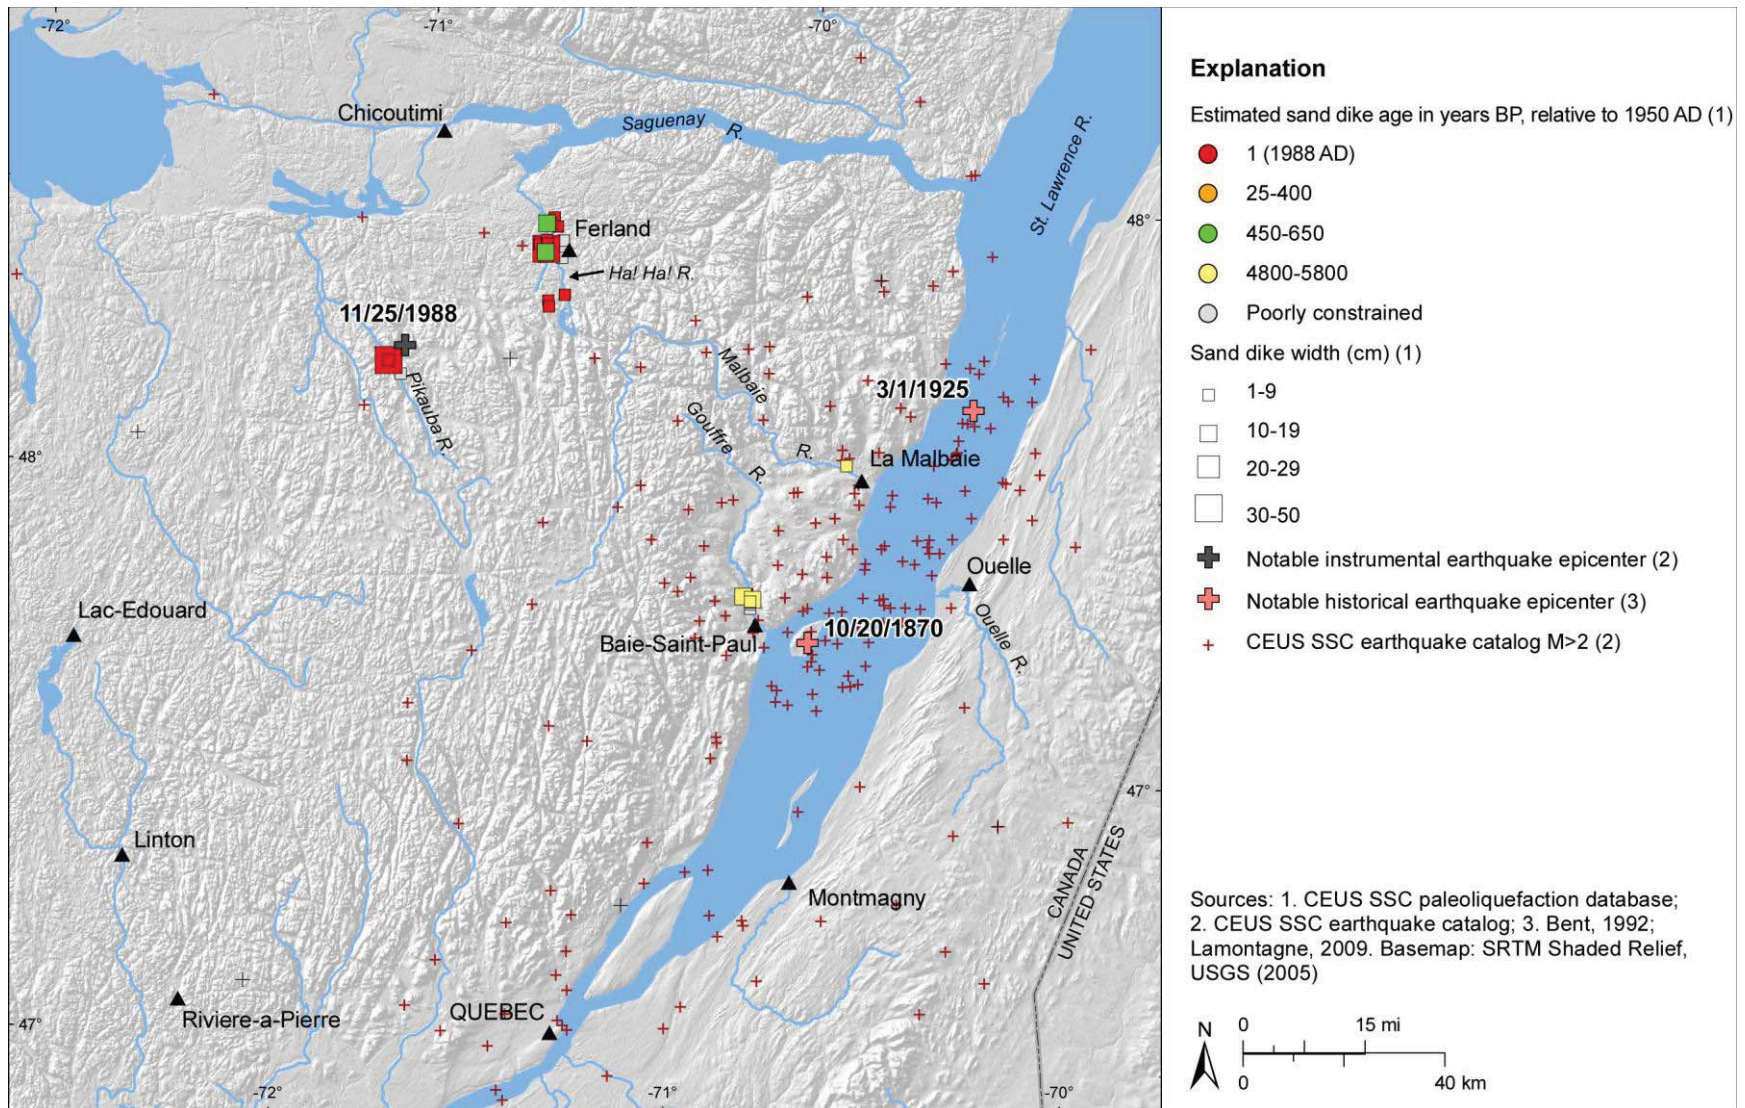 -72°
-71°
-70°
Chicoutimi
Saguenay R.
St. Lawrence R.
48°
Ferland
Ha! Ha! R.
11/25/1988
Pikauba R.
Malbaie R.
Gouffre R.
3/1/1925
48°
La Malbaie
Ouelle
Ouelle R.
Lac-Edouard
Baie-Saint-Paul
10/20/1870
47°
Linton
Montmagny
CANADA
UNITED STATES
Riviere-a-Pierre
QUEBEC
47°
-72°
-71°
-70°
Explanation
Estimated sand dike age in years BP, relative to 1950 AD (1)
1 (1988 AD)
25-400
450-650
4800-5800
Poorly constrained
Sand dike width (cm) (1)
1-9
10-19
20-29
30-50
Notable instrumental earthquake epicenter (2)
Notable historical earthquake epicenter (3)
CEUS SSC earthquake catalog M>2 (2)
Sources: 1. CEUS SSC paleoliquefaction database;
2. CEUS SSC earthquake catalog; 3. Bent, 1992;
Lamontagne, 2009. Basemap: SRTM Shaded Relief,
USGS (2005)
N
0 15 mi
0 40 km